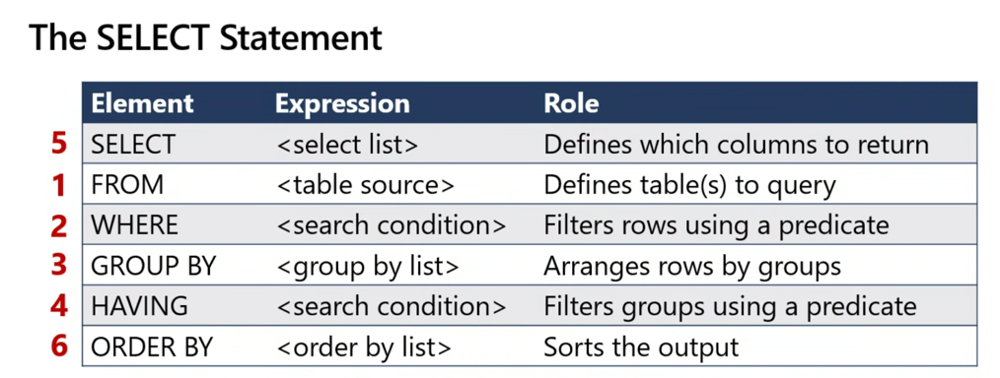 The SELECT Statement
Element Expression Role
5 SELECT <select list> Defines which columns to return
1 FROM <table source> Defines table(s) to query
2 WHERE <search condition> Filters rows using a predicate
3 GROUP BY <group by list> Arranges rows by groups
4 HAVING <search condition> Filters groups using a predicate
6 ORDER BY <order by list> Sorts the output